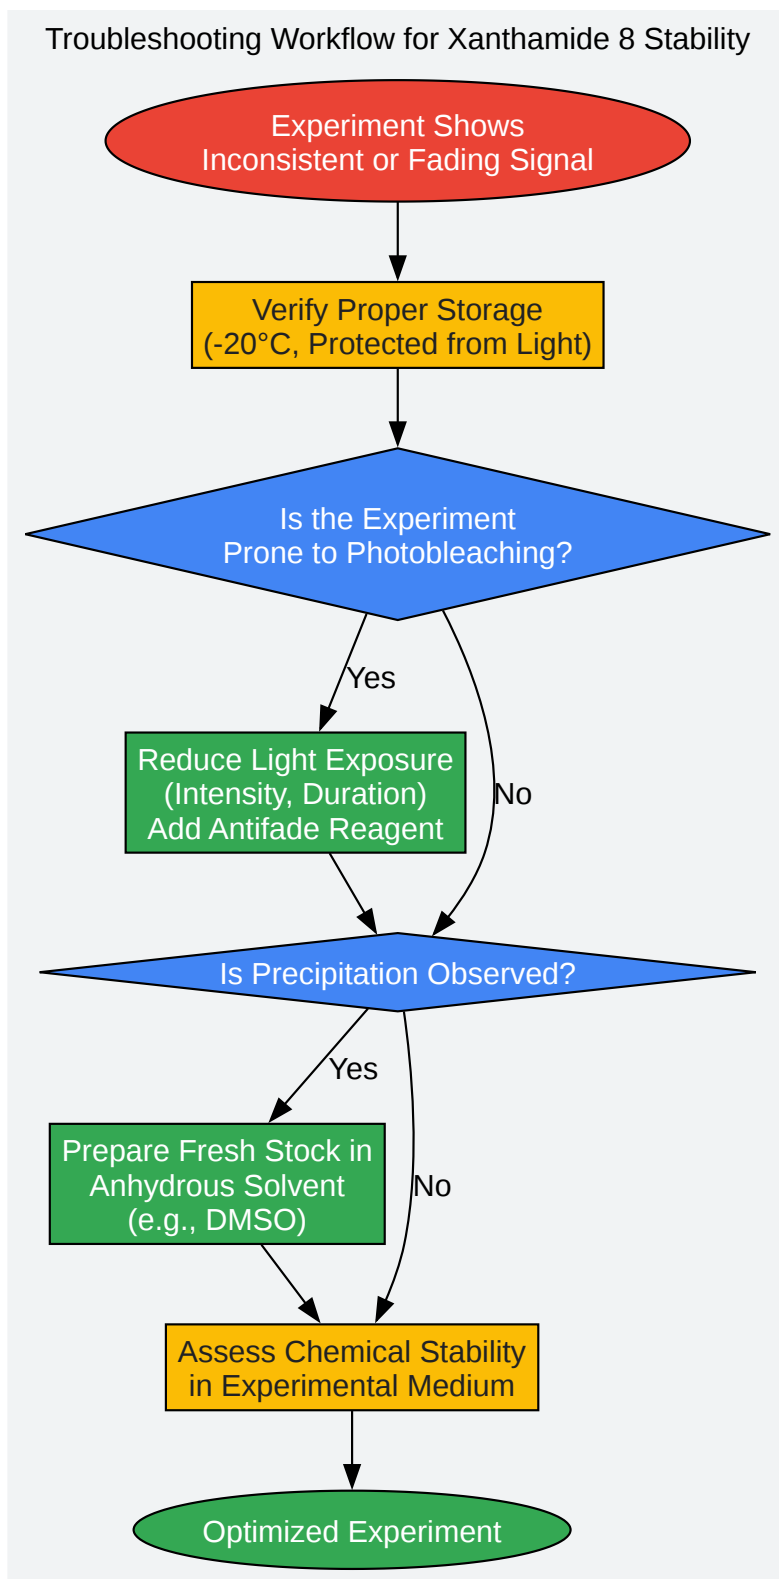 Troubleshooting Workflow for Xanthamide 8 Stability
Experiment Shows
Inconsistent or Fading Signal
Verify Proper Storage
(-20°C, Protected from Light)
Is the Experiment
Prone to Photobleaching?
Yes
Reduce Light Exposure
(Intensity, Duration)
Add Antifade Reagent
No
Is Precipitation Observed?
Yes
Prepare Fresh Stock in
Anhydrous Solvent
(e.g., DMSO)
No
Assess Chemical Stability
in Experimental Medium
Optimized Experiment